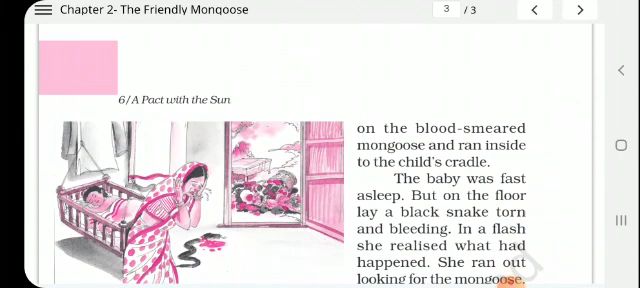 Chapter 2- The Friendly Mongoose
3 / 3
6/A Pact with the Sun
on the blood-smeared
mongoose and ran inside
to the child's cradle.
The baby was fast
asleep. But on the floor
lay a black snake torn
and bleeding. In a flash
she realised what had
happened. She ran out
looking for the mongoose.